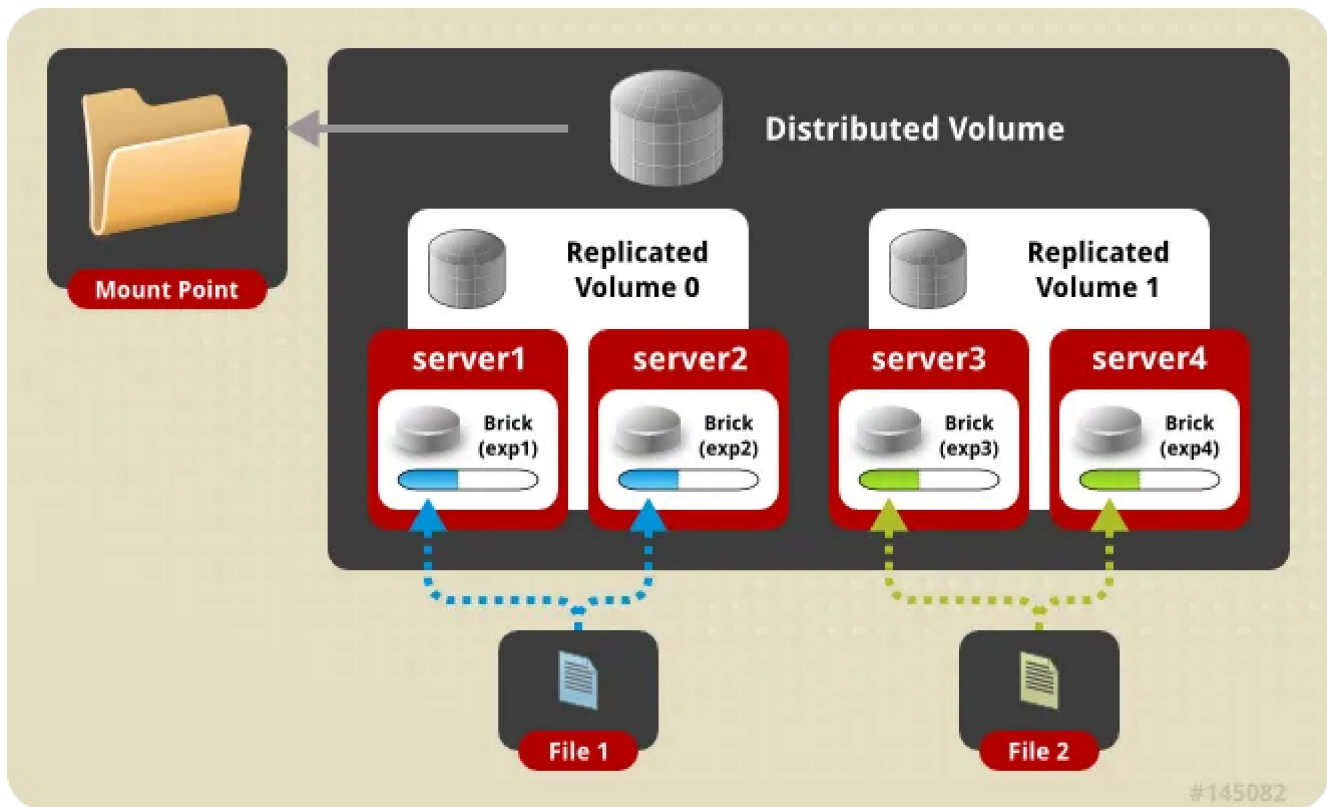 Distributed Volume
Mount Point
Replicated
Volume 0
Replicated
Volume 1
server1
server2
server3
server4
Brick
(exp1)
Brick
(exp2)
Brick
(exp3)
Brick
(exp4)
File 1
File 2
#145082